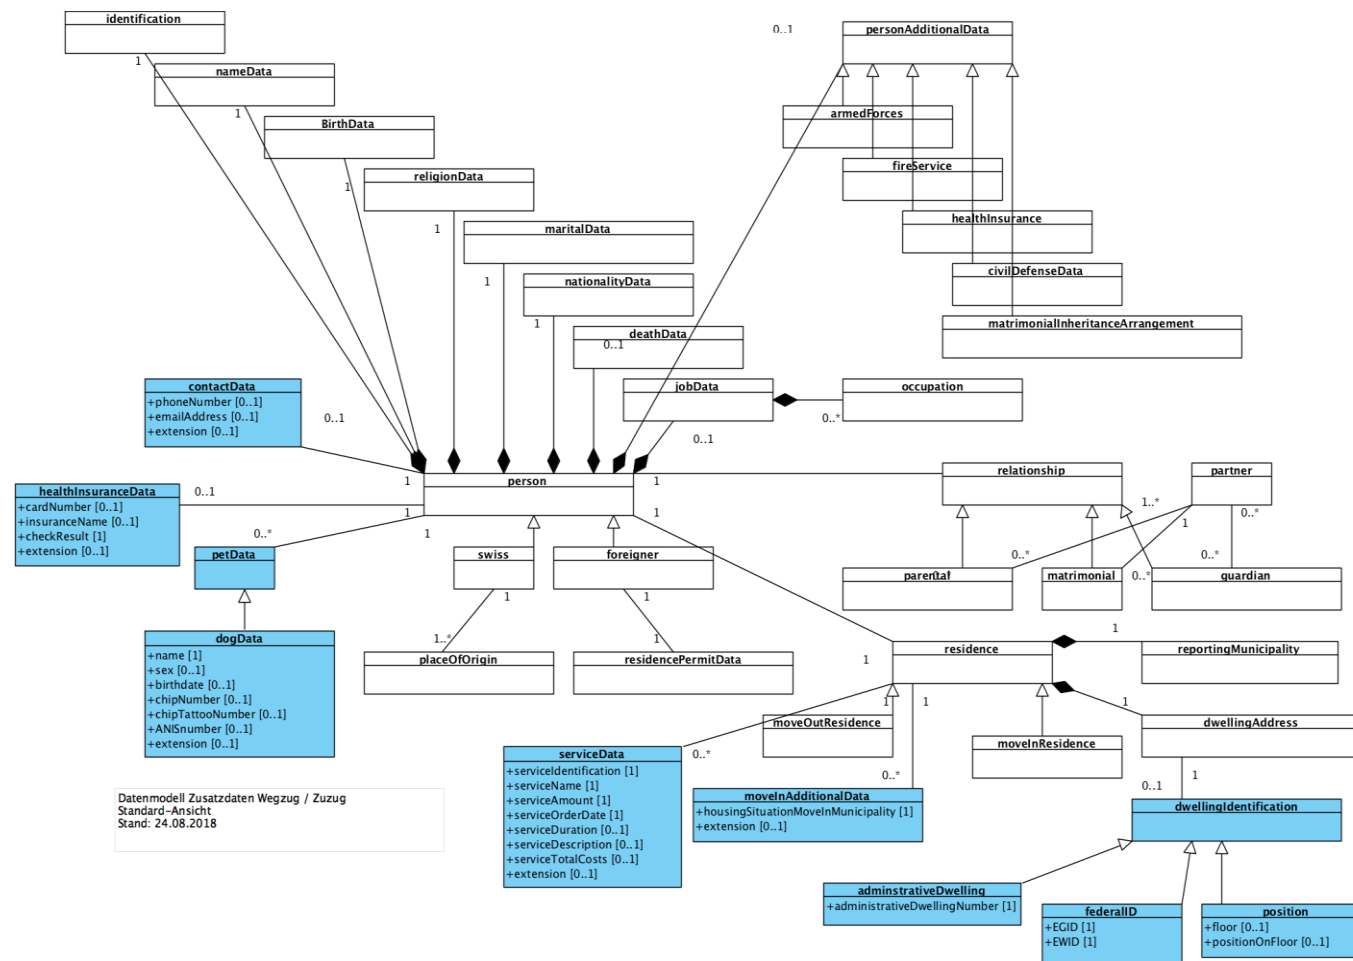 identification
1
nameData
1
BirthData
1
religionData
1
maritalData
1
nationalityData
1
deathData
0..1
0..1
personAdditionalData
armedForces
fireService
healthInsurance
civilDefenseData
matrimonialInheritanceArrangement
contactData
+phoneNumber [0..1]
+emailAddress [0..1]
+extension [0..1]
0..1
jobData
0..1
occupation
0..*
healthInsuranceData
+cardNumber [0..1]
+insuranceName [0..1]
+checkResult [1]
+extension [0..1]
0..1
1
person
1
1
1
1
relationship
partner
1..*
1
0..*
petData
0..*
swiss
1
foreigner
1
parental
0..*
matrimonial
0..*
guardian
0..*
dogData
+name [1]
+sex [0..1]
+birthdate [0..1]
+chipNumber [0..1]
+chipTattooNumber [0..1]
+ANISnumber [0..1]
+extension [0..1]
1..*
placeOfOrigin
1
residencePermitData
1
residence
1
reportingMunicipality
1
1
1
moveOutResidence
moveInResidence
dwellingAddress
1
0..1
serviceData
+serviceIdentification [1]
+serviceName [1]
+serviceAmount [1]
+serviceOrderDate [1]
+serviceDuration [0..1]
+serviceDescription [0..1]
+serviceTotalCosts [0..1]
+extension [0..1]
0..*
0..*
moveInAdditionalData
+housingSituationMoveInMunicipality [1]
+extension [0..1]
dwellingIdentification
Datenmodell Zusatzdaten Wegzug / Zuzug
Standard-Ansicht
Stand: 24.08.2018
adminstrativeDwelling
+administrativeDwellingNumber [1]
federalID
+EGID [1]
+EWID [1]
position
+floor [0..1]
+positionOnFloor [0..1]